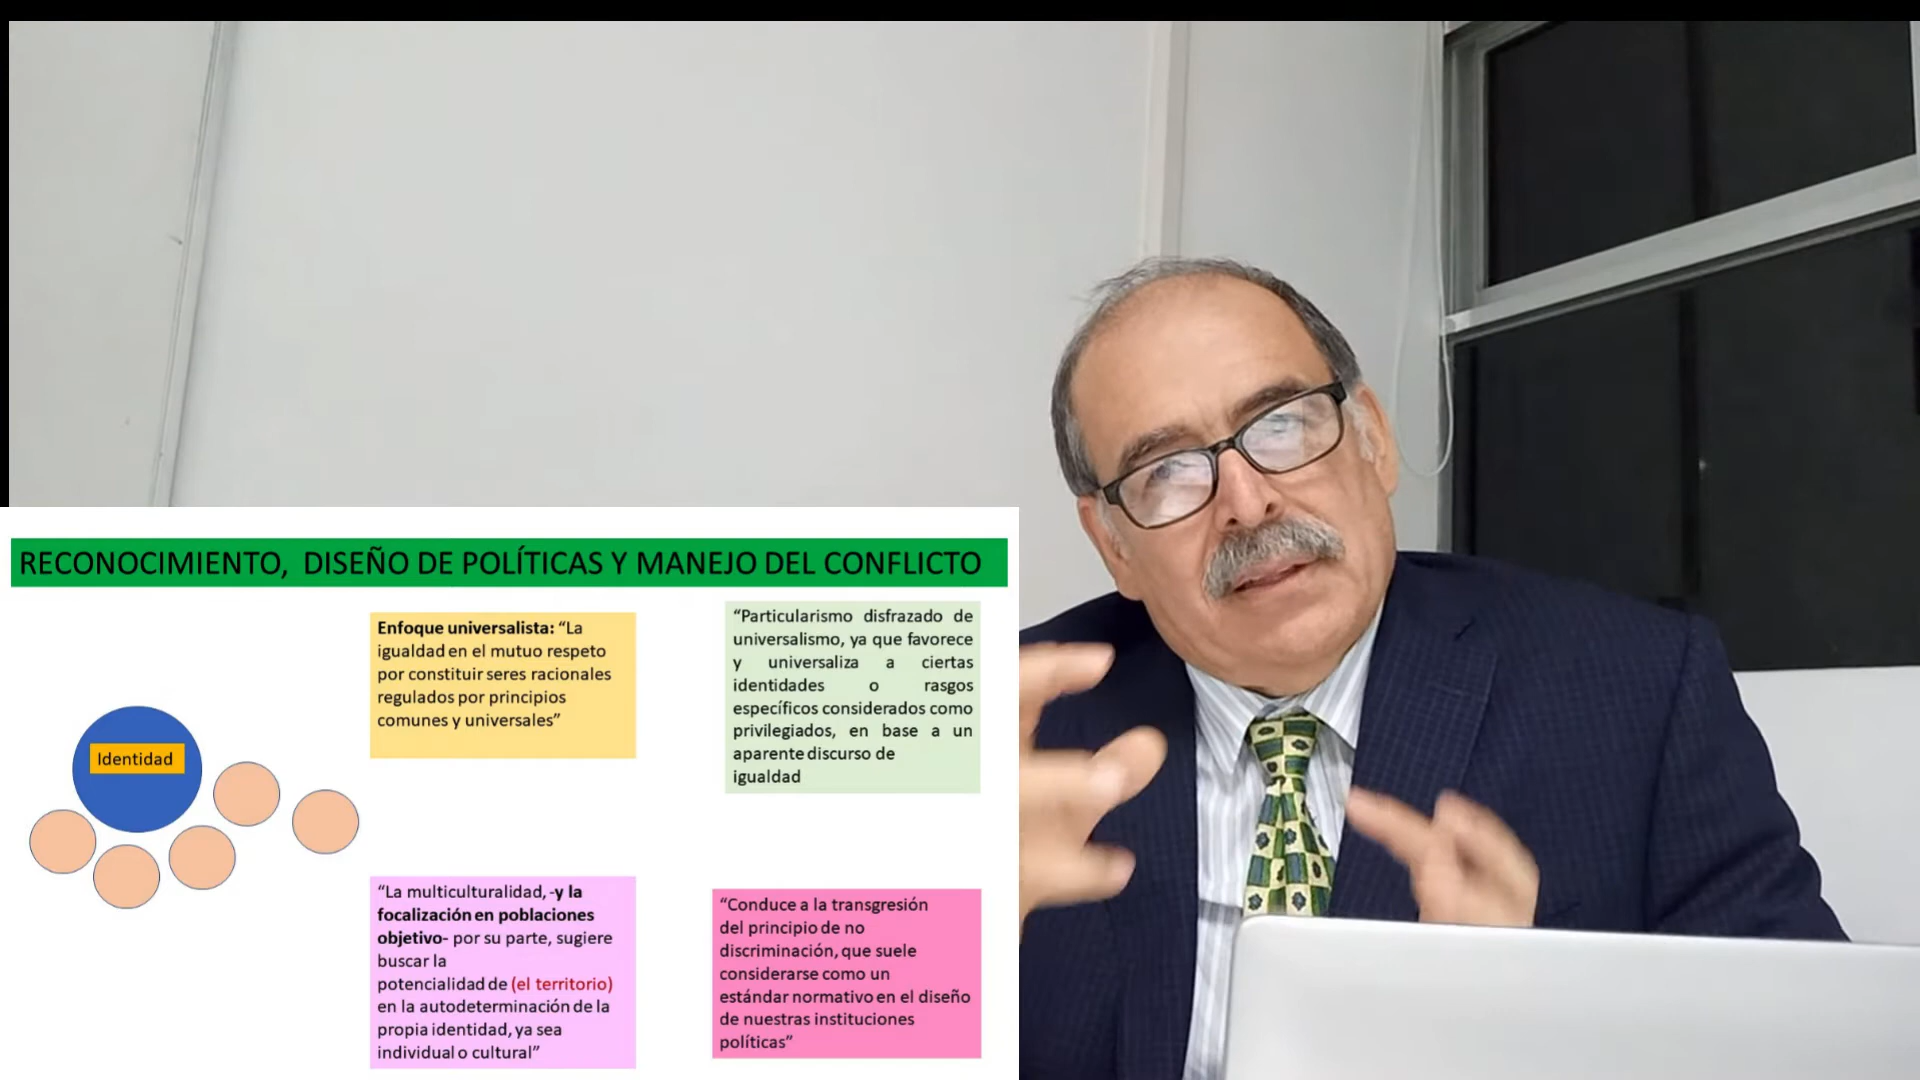 RECONOCIMIENTO, DISEÑO DE POLÍTICAS Y MANEJO DEL CONFLICTO
Identidad
Enfoque universalista: “La
igualdad en el mutuo respeto
por constituir seres racionales
regulados por principios
comunes y universales”
“Particularismo disfrazado de
universalismo, ya que favorece
y universaliza a ciertas
identidades o rasgos
específicos considerados como
privilegiados, en base a un
aparente discurso de
igualdad
“La multiculturalidad, -y la
focalización en poblaciones
objetivo- por su parte, sugiere
buscar la
potencialidad de (el territorio)
en la autodeterminación de la
propia identidad, ya sea
individual o cultural”
“Conduce a la transgresión
del principio de no
discriminación, que suele
considerarse como un
estándar normativo en el diseño
de nuestras instituciones
políticas”